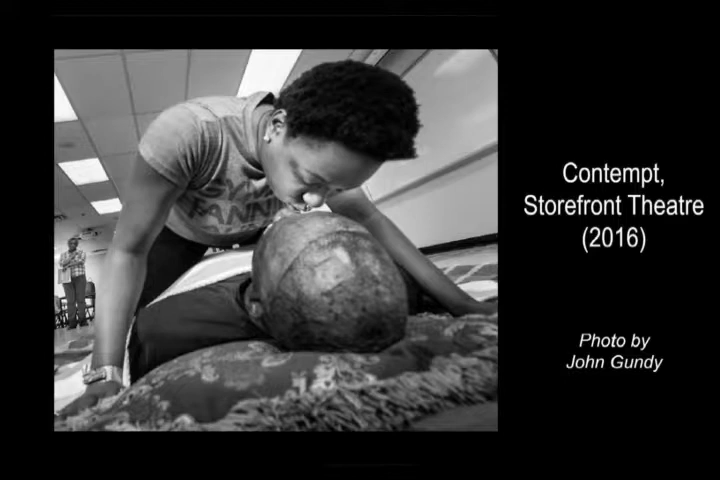 Contempt,
Storefront Theatre
(2016)
Photo by
John Gundy